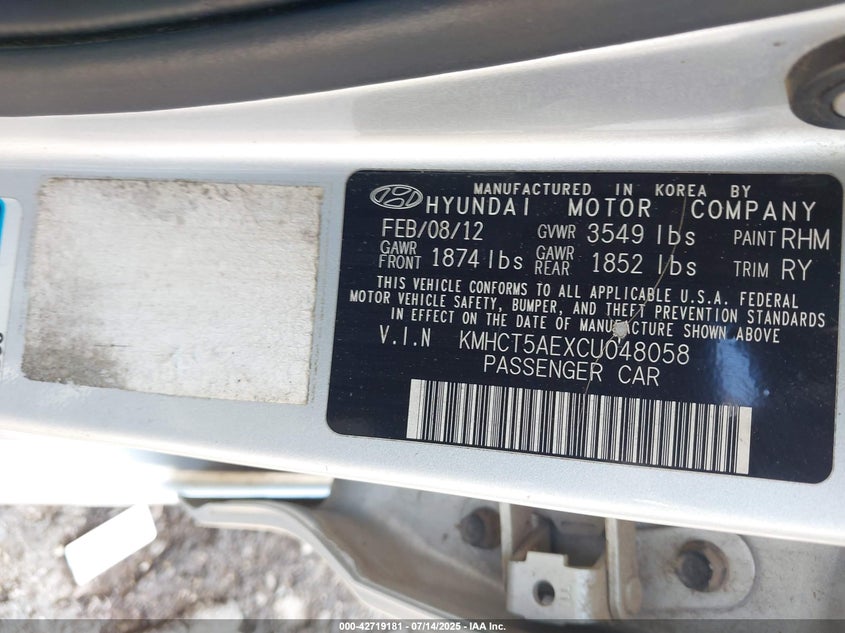 MANUFACTURED IN KOREA BY
HYUNDAI MOTOR COMPANY
FEB/08/12 GVWR 3549 lbs PAINT RHM
GAWR FRONT 1874 lbs GAWR REAR 1852 lbs TRIM RY
THIS VEHICLE CONFORMS TO ALL APPLICABLE U.S.A. FEDERAL
MOTOR VEHICLE SAFETY, BUMPER, AND THEFT PREVENTION STANDARDS
IN EFFECT ON THE DATE OF MANUFACTURE SHOWN ABOVE
V.I.N KMHCT5AEXCU048058
PASSENGER CAR
000-42719181 - 07/14/2025 - IAA Inc.